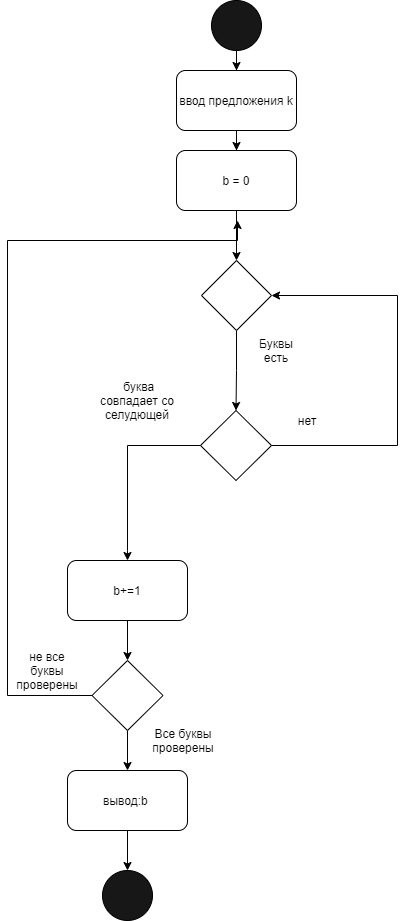 ввод предложения k
b = 0
Буквы
есть
буква
совпадает со
селудющей
нет
b+=1
не все
буквы
проверены
Все буквы
проверены
вывод:b